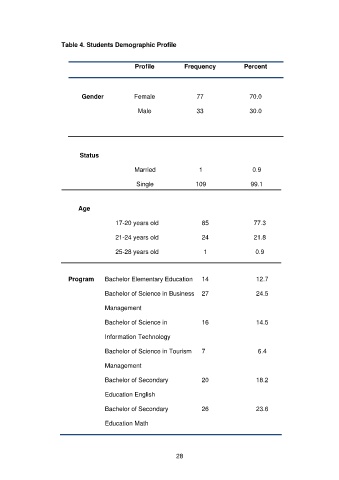 Table 4. Students Demographic Profile
Profile Frequency Percent
Gender Female 77 70.0
Male 33 30.0
Status
Married 1 0.9
Single 109 99.1
Age
17-20 years old 85 77.3
21-24 years old 24 21.8
25-28 years old 1 0.9
Program Bachelor Elementary Education 14 12.7
Bachelor of Science in Business 27 24.5
Management
Bachelor of Science in 16 14.5
Information Technology
Bachelor of Science in Tourism 7 6.4
Management
Bachelor of Secondary 20 18.2
Education English
Bachelor of Secondary 26 23.6
Education Math
28